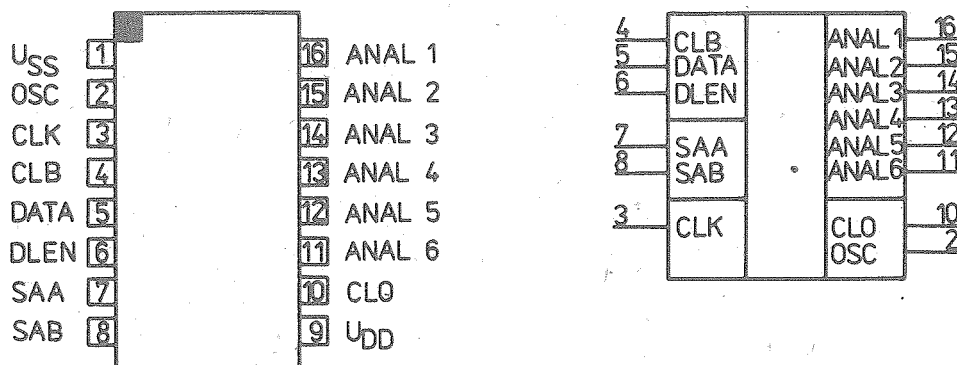 U_SS 1 16 ANAL 1
OSC 2 15 ANAL 2
CLK 3 14 ANAL 3
CLB 4 13 ANAL 4
DATA 5 12 ANAL 5
DLEN 6 11 ANAL 6
SAA 7 10 CLO
SAB 8 9 U_DD
4 CLB ANAL 1 16
5 DATA ANAL 2 15
6 DLEN ANAL 3 14
ANAL 4 13
7 SAA ANAL 5 12
8 SAB ANAL 6 11
3 CLK CLO 10
OSC 2